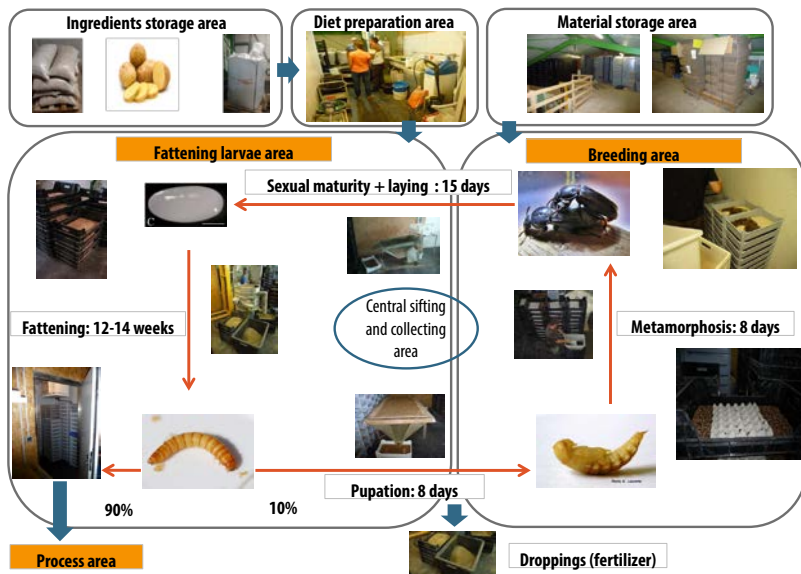 Ingredients storage area
Diet preparation area
Material storage area
Fattening larvae area
Breeding area
Sexual maturity + laying : 15 days
C
Fattening: 12-14 weeks
Central sifting
and collecting
area
Metamorphosis: 8 days
Pupation: 8 days
90%
10%
Process area
Droppings (fertilizer)